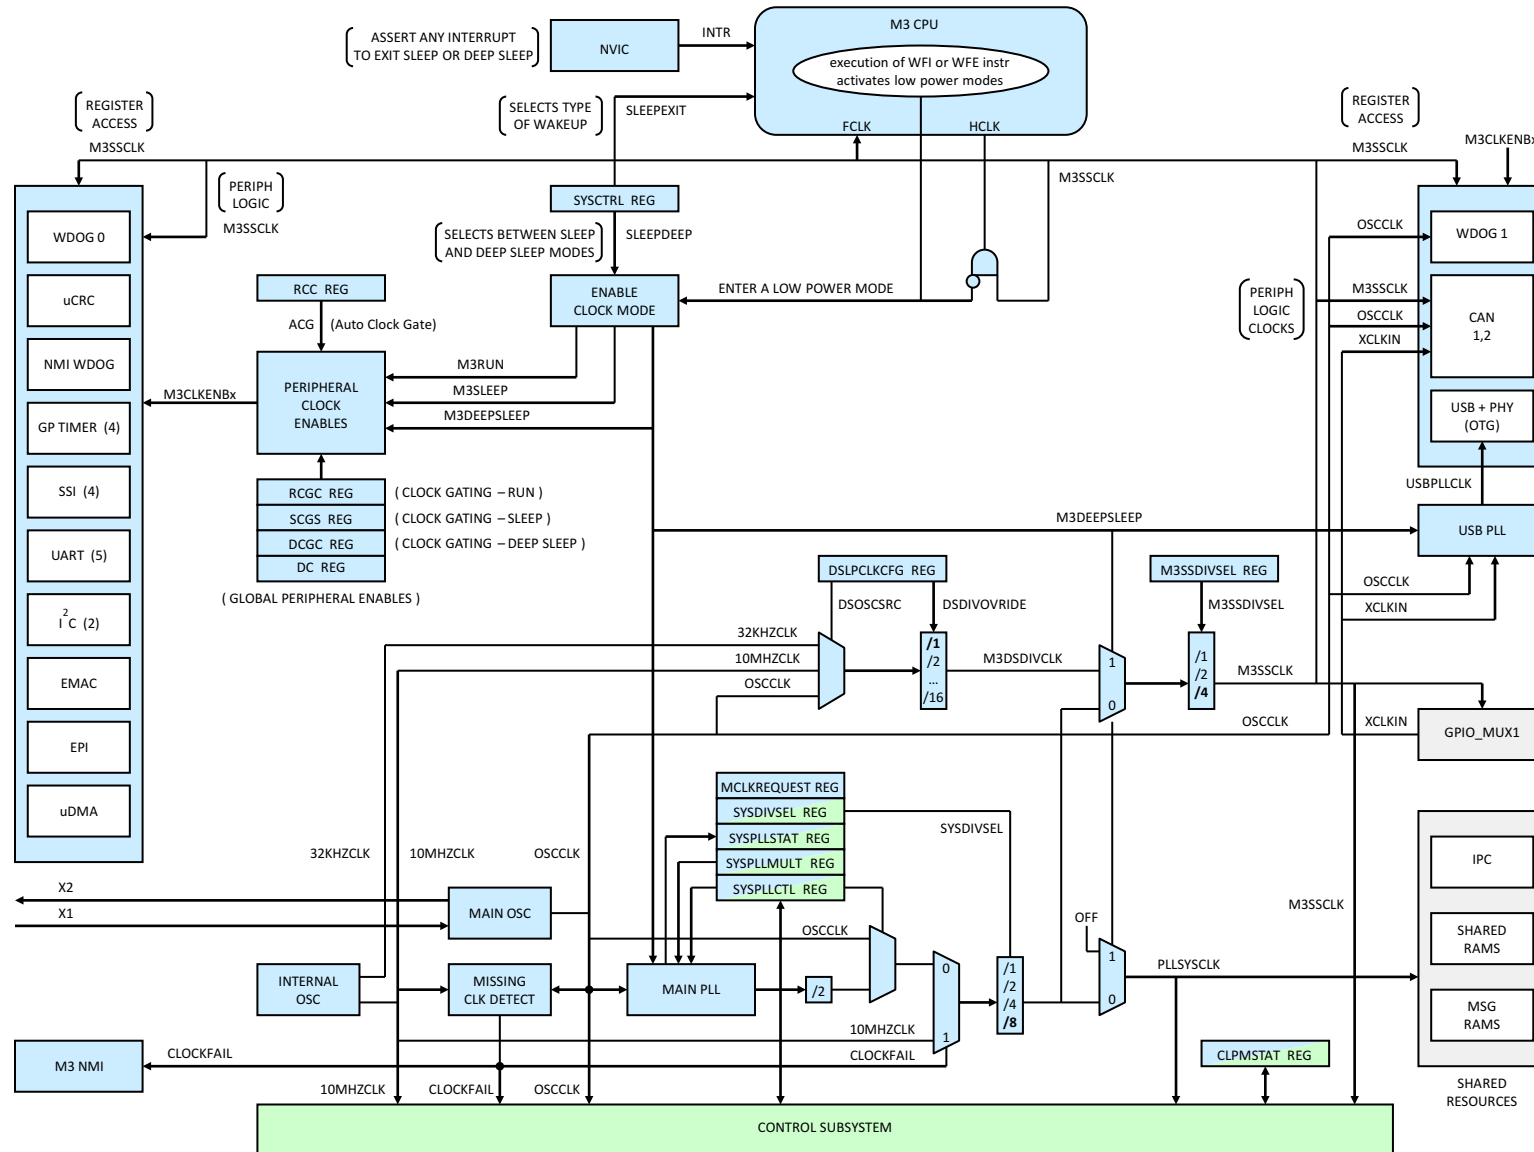 M3 CPU
ASSERT ANY INTERRUPT
TO EXIT SLEEP OR DEEP SLEEP
NVIC
INTR
execution of WFI or WFE instr
activates low power modes
REGISTER
ACCESS
SELECTS TYPE
OF WAKEUP
SLEEPEXIT
FCLK
HCLK
REGISTER
ACCESS
M3SSCLK
M3SSCLK
M3CLKENBx
M3SSCLK
PERIPH
LOGIC
M3SSCLK
SYSCTRL REG
SELECTS BETWEEN SLEEP
AND DEEP SLEEP MODES
SLEEPDEEP
WDOG 0
uCRC
NMI WDOG
GP TIMER (4)
SSI (4)
UART (5)
I2C (2)
EMAC
EPI
uDMA
RCC REG
ACG
(Auto Clock Gate)
ENABLE
CLOCK MODE
ENTER A LOW POWER MODE
PERIPH
LOGIC
CLOCKS
OSCCLK
WDOG 1
M3SSCLK
OSCCLK
XCLKIN
CAN
1,2
M3CLKENBx
PERIPHERAL
CLOCK
ENABLES
M3RUN
M3SLEEP
M3DEEPSLEEP
USB + PHY
(OTG)
USBPLLCLK
RCGC REG
( CLOCK GATING – RUN )
SCGS REG
( CLOCK GATING – SLEEP )
DCGC REG
( CLOCK GATING – DEEP SLEEP )
DC REG
( GLOBAL PERIPHERAL ENABLES )
M3DEEPSLEEP
USB PLL
DSLPCLKCFG REG
M3SSDIVSEL REG
OSCCLK
DSOSCSRC
DSDIVOVRIDE
M3SSDIVSEL
XCLKIN
32KHZCLK
10MHZCLK
OSCCLK
/1
/2
...
/16
M3DSDIVCLK
1
0
/1
/2
/4
M3SSCLK
OSCCLK
XCLKIN
GPIO_MUX1
MCLKREQUEST REG
SYSDIVSEL REG
SYSPLLSTAT REG
SYSPLLMULT REG
SYSPLLCTL REG
SYSDIVSEL
32KHZCLK
10MHZCLK
OSCCLK
IPC
X2
X1
MAIN OSC
OSCCLK
OFF
M3SSCLK
SHARED
RAMS
INTERNAL
OSC
MISSING
CLK DETECT
MAIN PLL
/2
0
1
/1
/2
/4
/8
1
0
PLLSYSCLK
MSG
RAMS
10MHZCLK
M3 NMI
CLOCKFAIL
CLOCKFAIL
CLPMSTAT REG
10MHZCLK
CLOCKFAIL
OSCCLK
SHARED
RESOURCES
CONTROL SUBSYSTEM